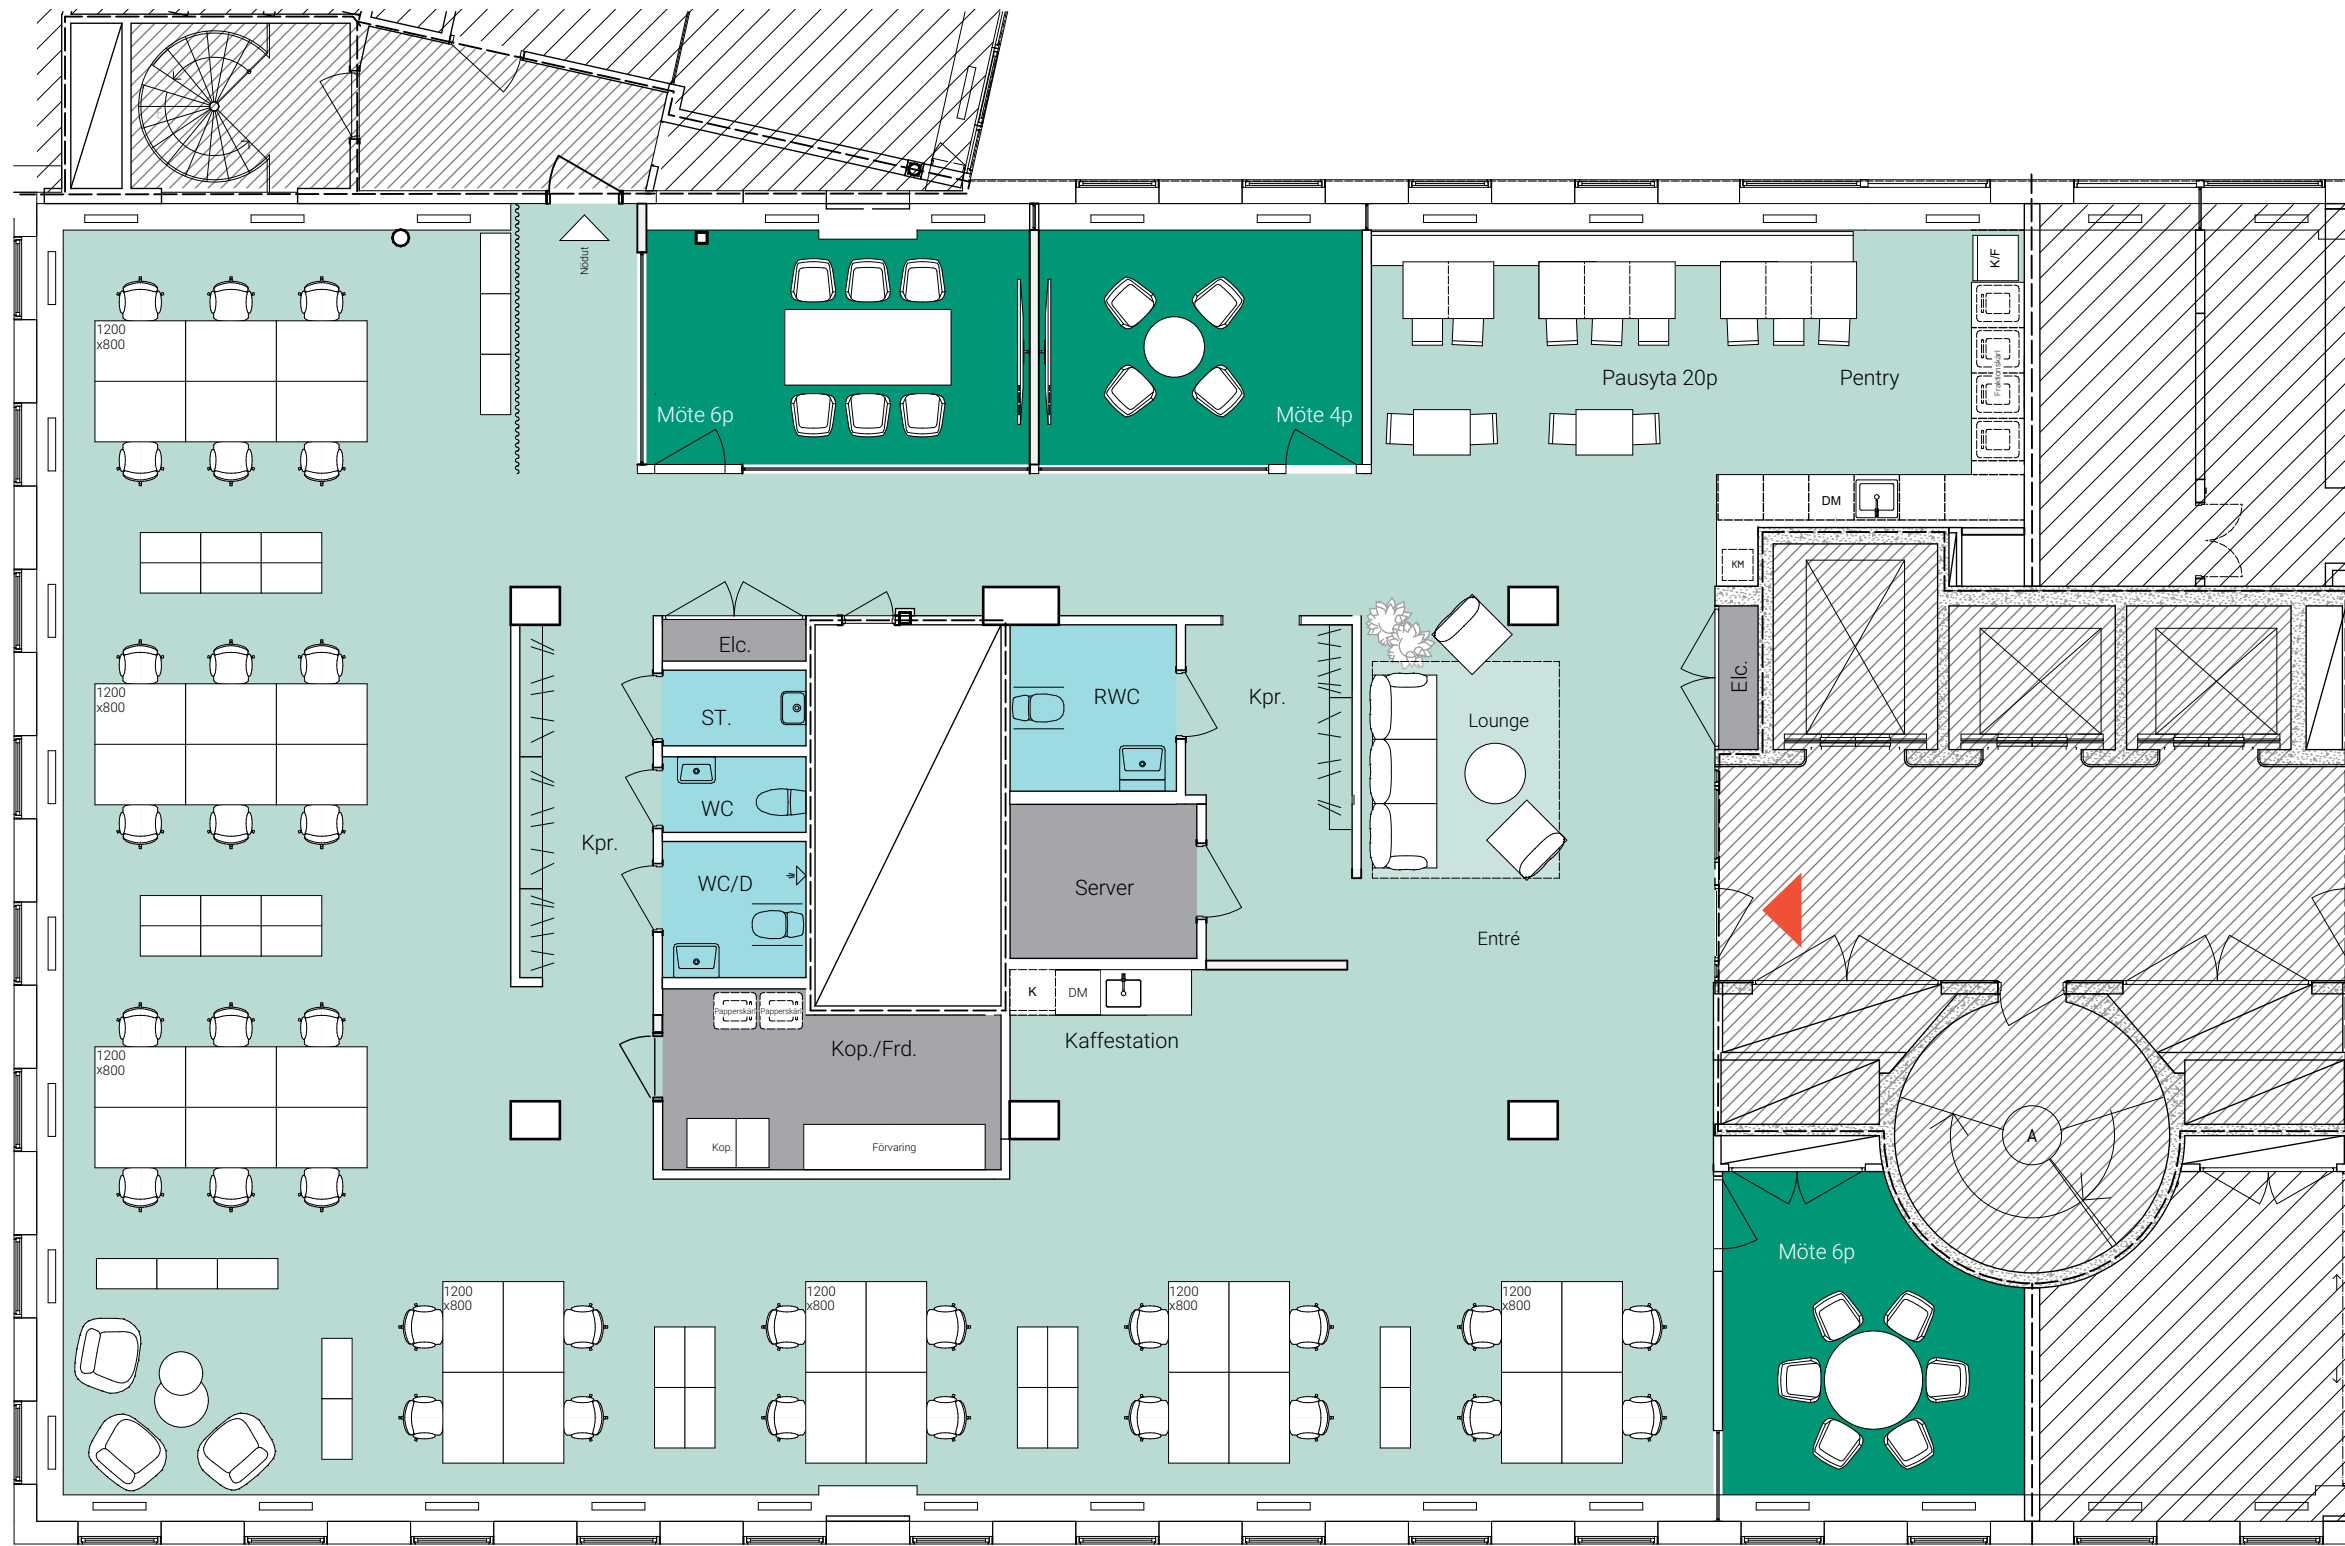 Nödut
K/F
1200
x800
Fraktionskärl
Pausyta 20p
Pentry
Möte 6p
Möte 4p
DM
KM
Elc.
Elc.
1200
x800
ST.
RWC
Kpr.
Lounge
WC
Kpr.
WC/D
Server
Entré
K
DM
Papperskärl
Papperskärl
Kaffestation
Kop./Frd.
1200
x800
A
Kop.
Förvaring
Möte 6p
1200
x800
1200
x800
1200
x800
1200
x800